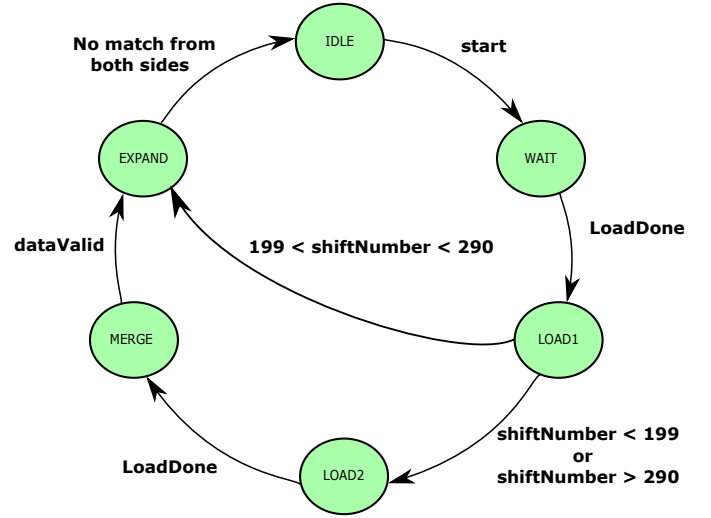 IDLE
No match from
both sides
start
EXPAND
WAIT
LoadDone
dataValid
199 < shiftNumber < 290
MERGE
LOAD1
shiftNumber < 199
or
shiftNumber > 290
LoadDone
LOAD2